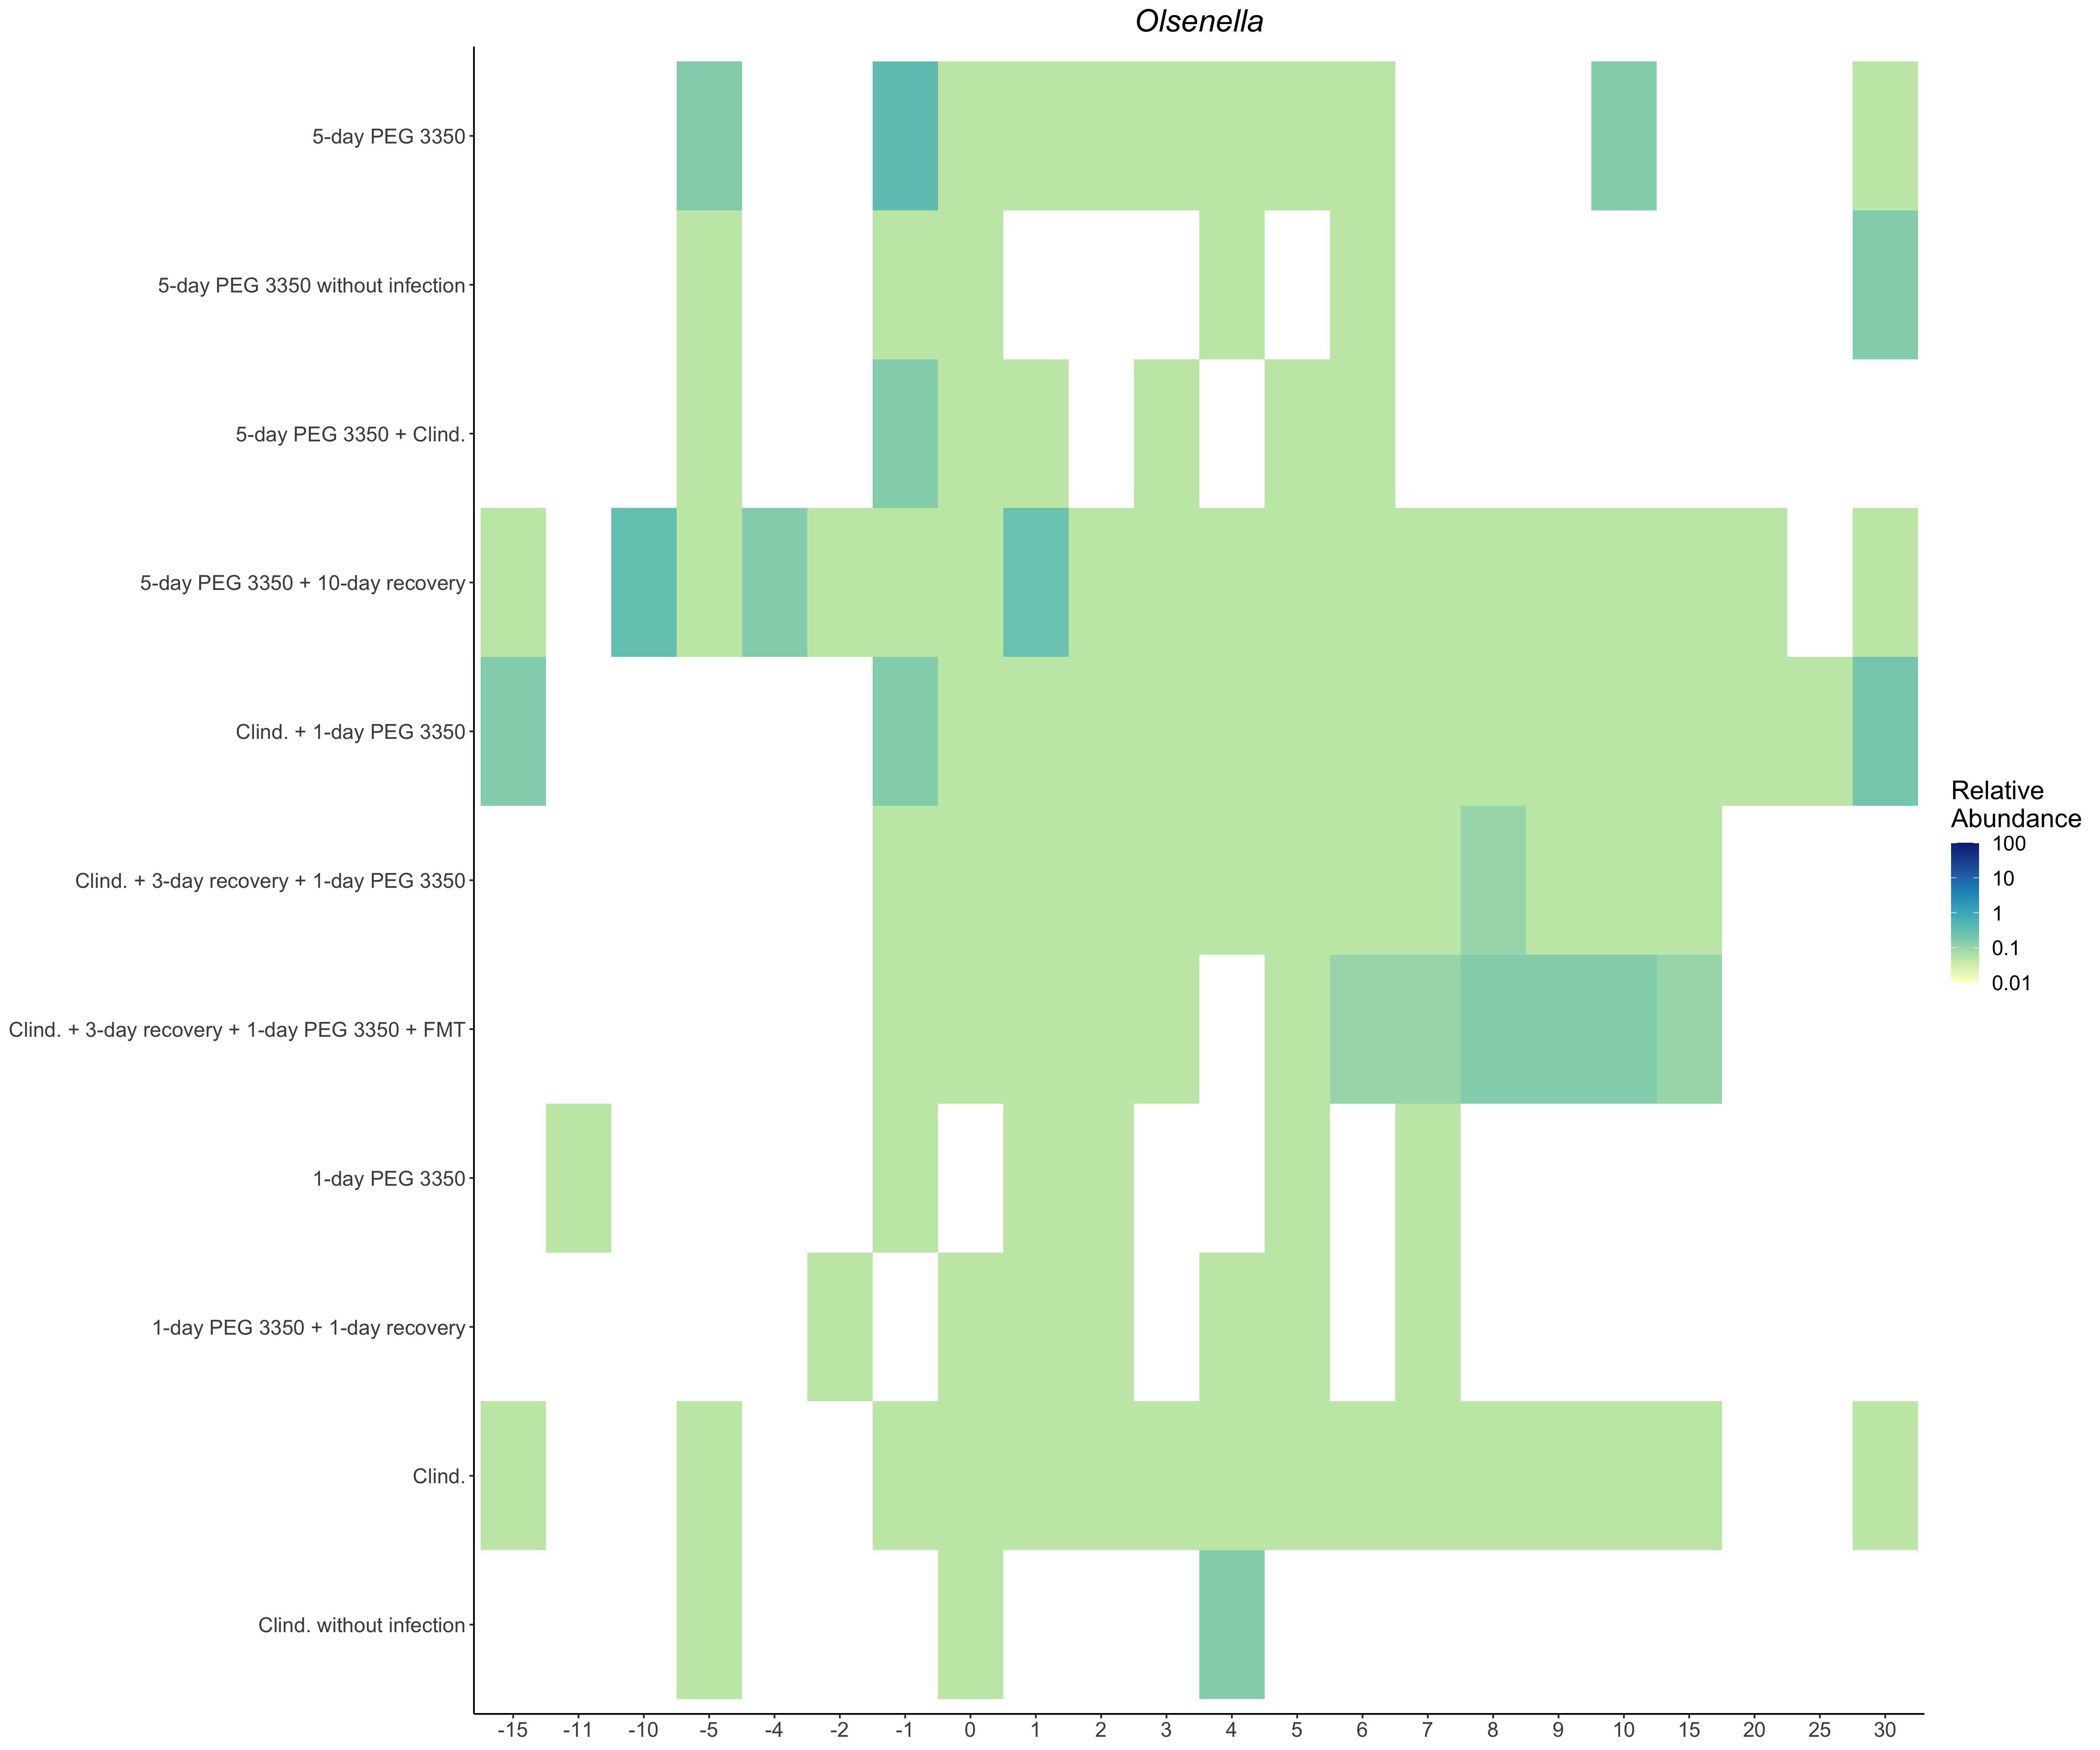 Olsenella
5-day PEG 3350
5-day PEG 3350 without infection
5-day PEG 3350 + Clind.
5-day PEG 3350 + 10-day recovery
Clind. + 1-day PEG 3350
Clind. + 3-day recovery + 1-day PEG 3350
Clind. + 3-day recovery + 1-day PEG 3350 + FMT
1-day PEG 3350
1-day PEG 3350 + 1-day recovery
Clind.
Clind. without infection
-15 -11 -10 -5 -4 -2 -1 0 1 2 3 4 5 6 7 8 9 10 15 20 25 30
Relative
Abundance
100
10
1
0.1
0.01